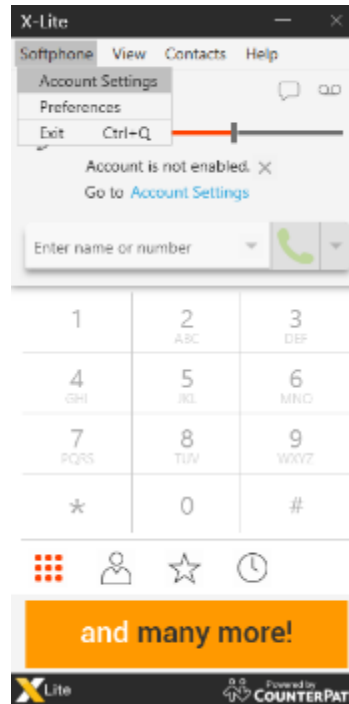 X-Lite
Softphone View Contacts Help
Account Settings
Preferences
Exit Ctrl+Q
Account is not enabled.
Go to Account Settings
Enter name or number
1 2 3
ABC DEF
4 5 6
GHI JKL MNO
7 8 9
PQRS TUV WXYZ
* 0 #
and many more!
X Lite
Powered by
COUNTERPAT